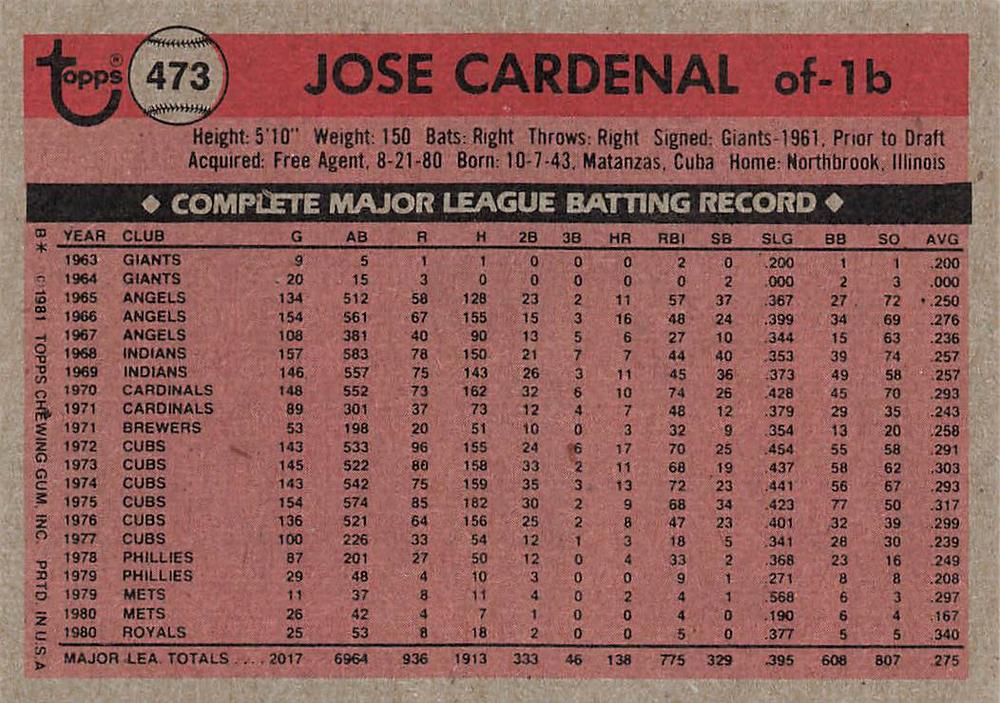 topps® 473 JOSE CARDENAL of-1b
Height: 5'10" Weight: 150 Bats: Right Throws: Right Signed: Giants-1961, Prior to Draft
Acquired: Free Agent, 8-21-80 Born: 10-7-43, Matanzas, Cuba Home: Northbrook, Illinois
◆ COMPLETE MAJOR LEAGUE BATTING RECORD ◆
YEAR CLUB G AB R H 2B 3B HR RBI SB SLG BB SO AVG
1963 GIANTS 9 5 1 1 0 0 0 2 0 .200 1 1 .200
1964 GIANTS 20 15 3 0 0 0 0 0 2 .000 2 3 .000
1965 ANGELS 134 512 58 128 23 2 11 57 37 .367 27 72 .250
1966 ANGELS 154 561 67 155 15 3 16 48 24 .399 34 69 .276
1967 ANGELS 108 381 40 90 13 5 6 27 10 .344 15 63 .236
1968 INDIANS 157 583 78 150 21 7 7 44 40 .353 39 74 .257
1969 INDIANS 146 557 75 143 26 3 11 45 36 .373 49 58 .257
1970 CARDINALS 148 552 73 162 32 6 10 74 26 .428 45 70 .293
1971 CARDINALS 89 301 37 73 12 4 7 48 12 .379 29 35 .243
1971 BREWERS 53 198 20 51 10 0 3 32 9 .354 13 20 .258
1972 CUBS 143 533 96 155 24 6 17 70 25 .454 55 58 .291
1973 CUBS 145 522 80 158 33 2 11 68 19 .437 58 62 .303
1974 CUBS 143 542 75 159 35 3 13 72 23 .441 56 67 .293
1975 CUBS 154 574 85 182 30 2 9 68 34 .423 77 50 .317
1976 CUBS 136 521 64 156 25 2 8 47 23 .401 32 39 .299
1977 CUBS 100 226 33 54 12 1 3 18 5 .341 28 30 .239
1978 PHILLIES 87 201 27 50 12 0 4 33 2 .368 23 16 .249
1979 PHILLIES 29 48 4 10 3 0 0 9 1 .271 8 8 .208
1979 METS 11 37 8 11 4 0 2 4 1 .568 6 3 .297
1980 METS 26 42 4 7 1 0 0 4 0 .190 6 4 .167
1980 ROYALS 25 53 8 18 2 0 0 5 0 .377 5 5 .340
MAJOR LEA. TOTALS .... 2017 6964 936 1913 333 46 138 775 329 .395 608 807 .275
B* © 1981 TOPPS CHEWING GUM, INC. PRTD. IN U.S.A